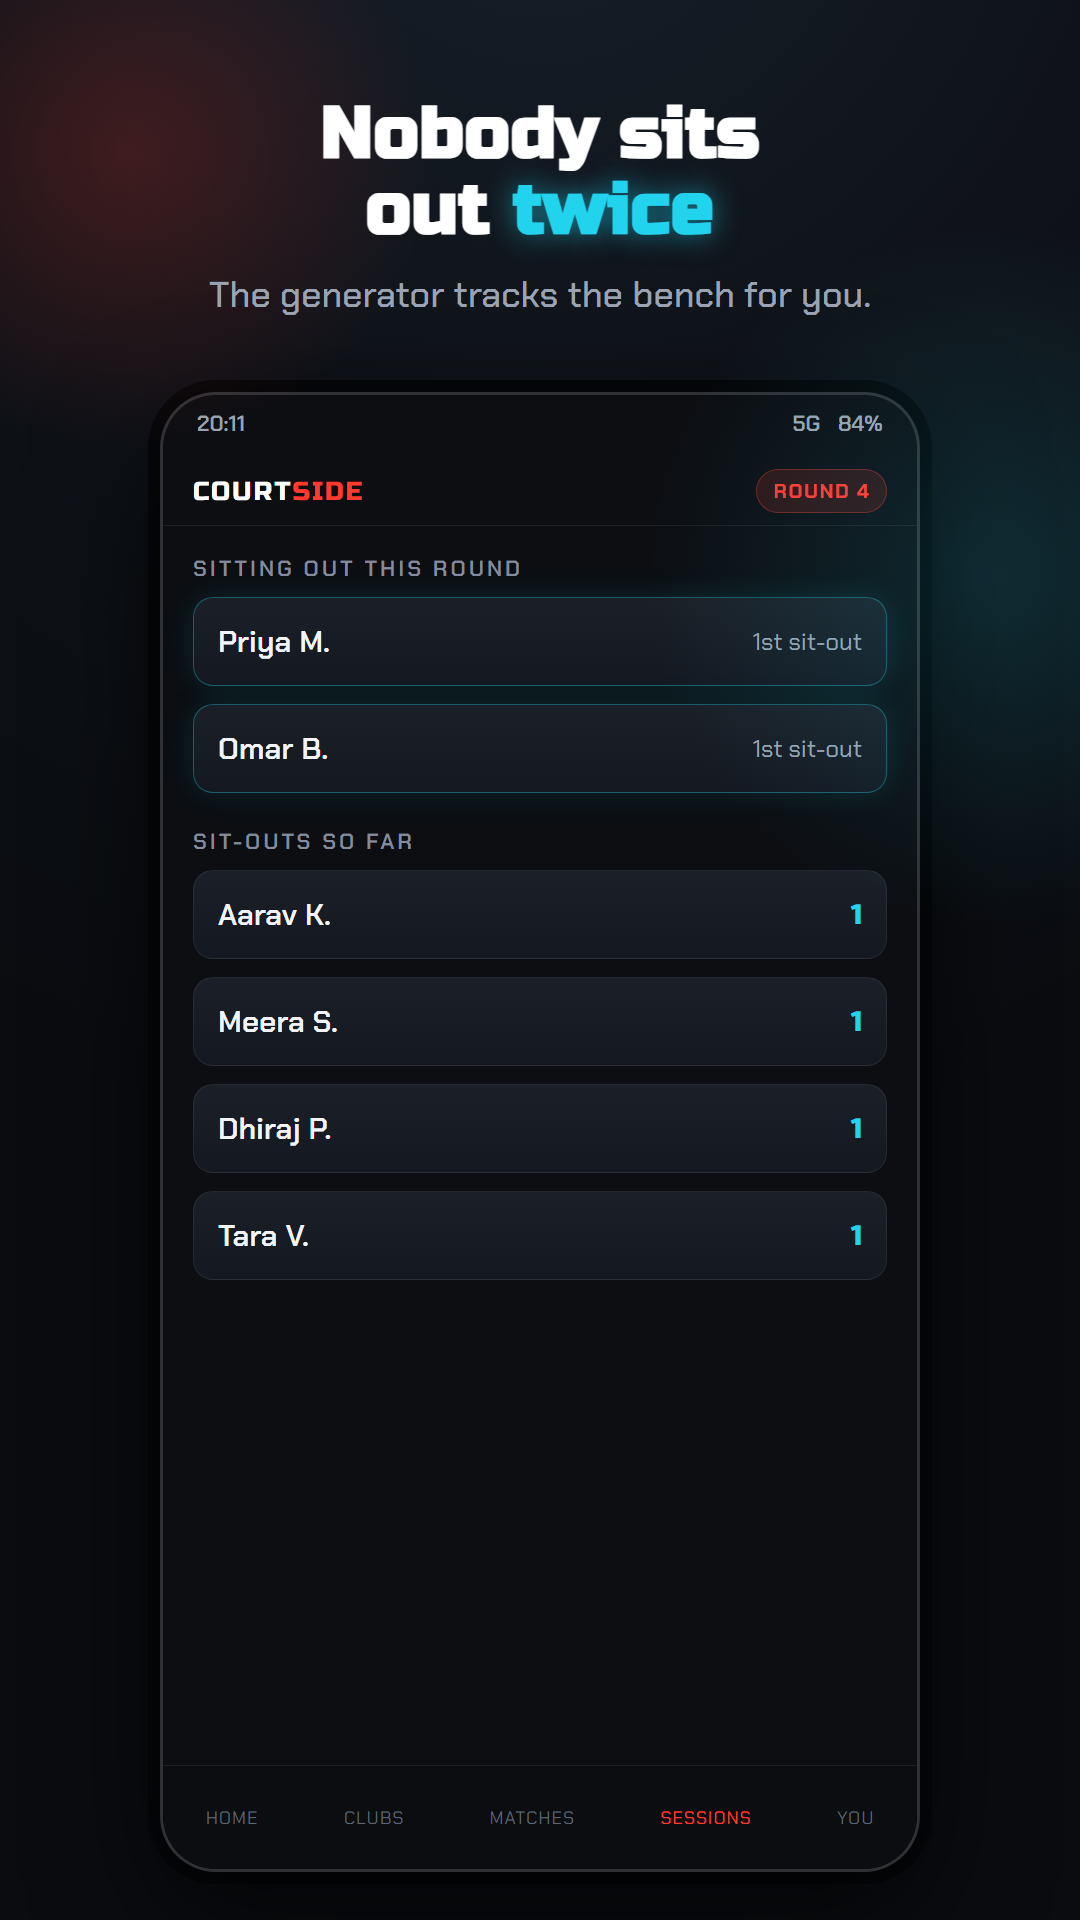 Nobody sits
out twice
The generator tracks the bench for you.
20:11 5G 84%
COURTSIDE ROUND 4
SITTING OUT THIS ROUND
Priya M. 1st sit-out
Omar B. 1st sit-out
SIT-OUTS SO FAR
Aarav K. 1
Meera S. 1
Dhiraj P. 1
Tara V. 1
HOME CLUBS MATCHES SESSIONS YOU